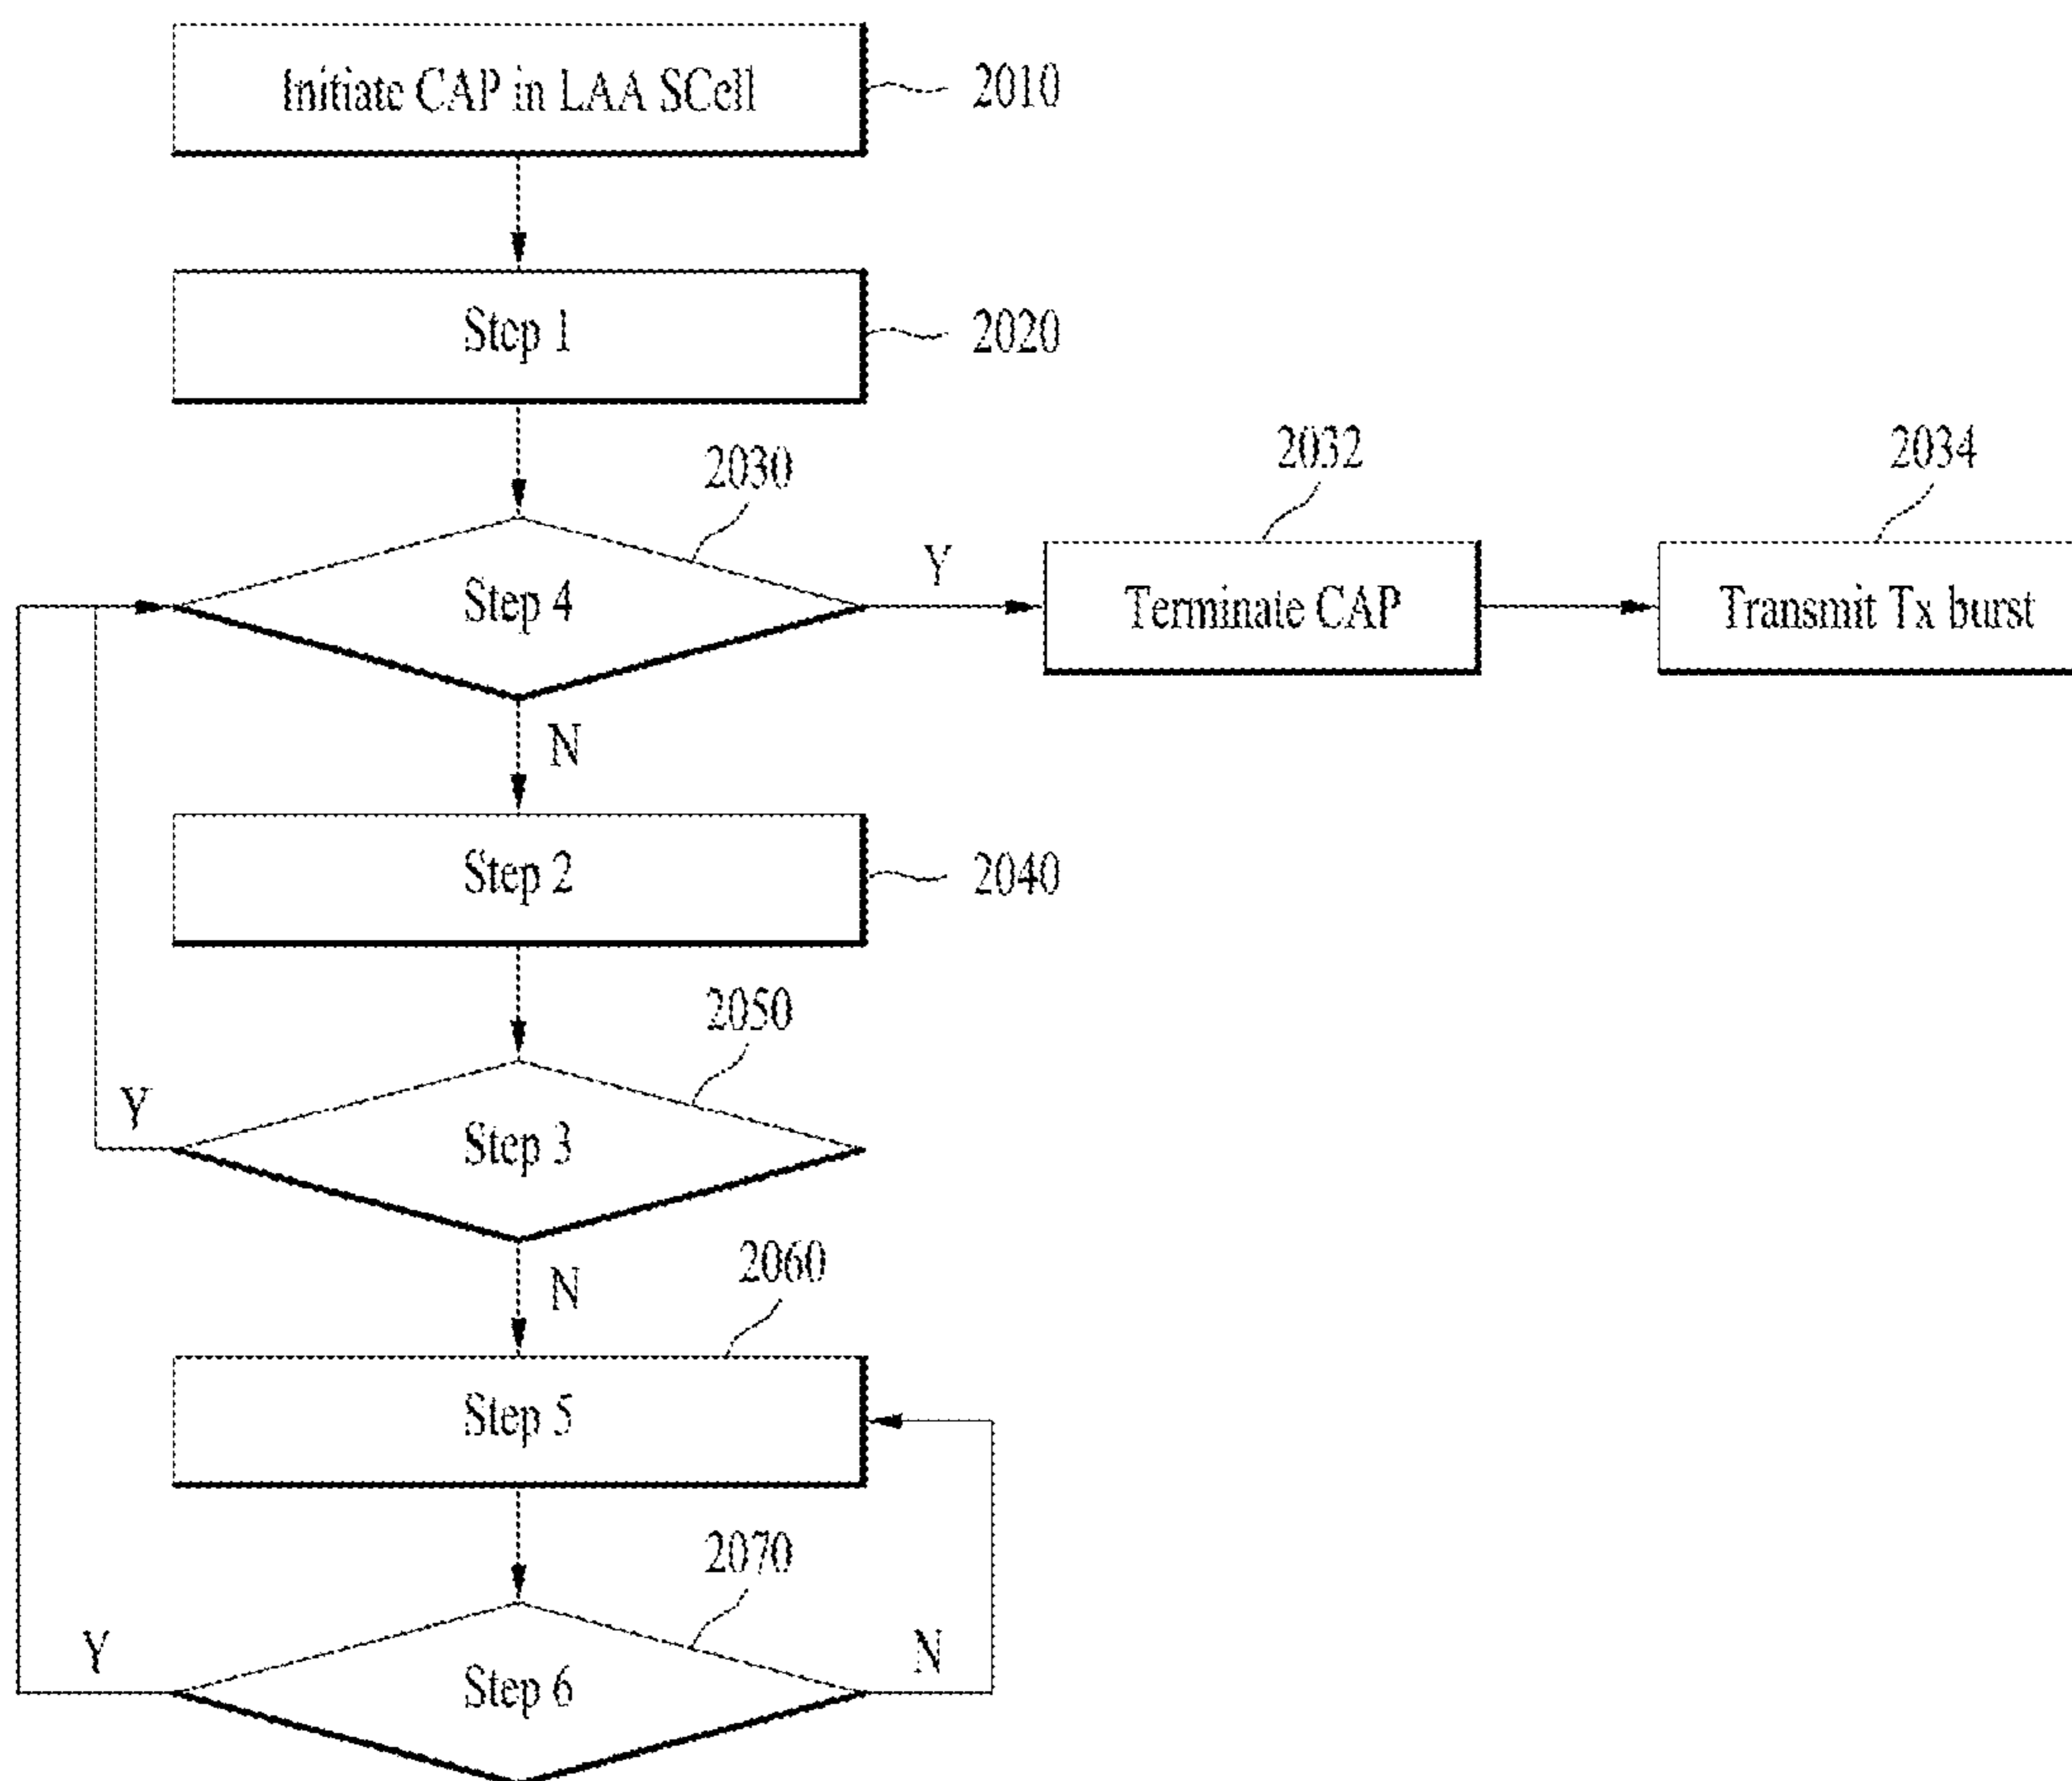 Initiate CAP in LAA SCell
2010
Step 1
2020
2030
2032
2034
Step 4
Y
Terminate CAP
Transmit Tx burst
N
Step 2
2040
2050
Y
Step 3
N
2060
Step 5
2070
Y
Step 6
N